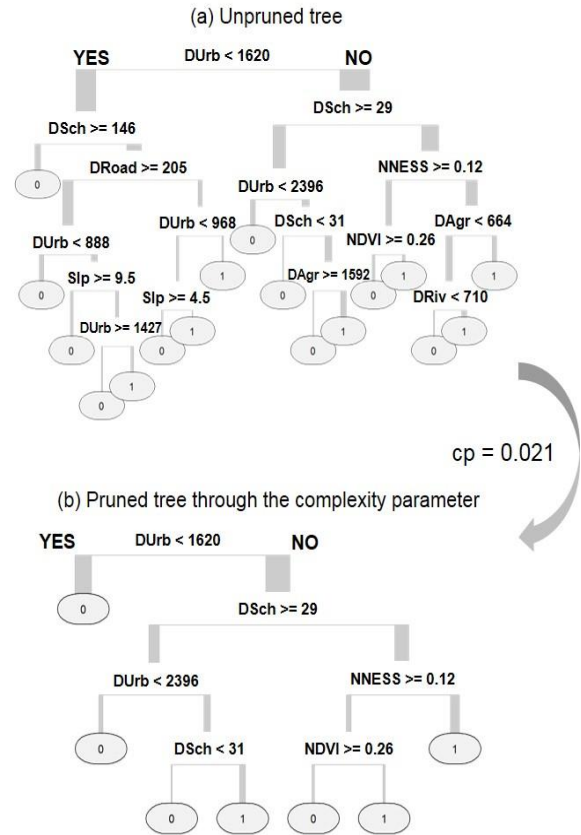 (a) Unpruned tree
YES DUrb < 1620 NO
DSch >= 146 DSch >= 29
0 DRoad >= 205 DUrb < 2396 NNESS >= 0.12
DUrb < 888 DUrb < 968 0 DSch < 31 NDVI >= 0.26 DAgr < 664
0 Slp >= 9.5 Slp >= 4.5 1 0 DAgr >= 1592 0 1 DRiv < 710 1
0 DUrb >= 1427 0 1 0 1 0 1
0 1
cp = 0.021
(b) Pruned tree through the complexity parameter
YES DUrb < 1620 NO
0 DSch >= 29
DUrb < 2396 NNESS >= 0.12
0 DSch < 31 NDVI >= 0.26 1
0 1 0 1